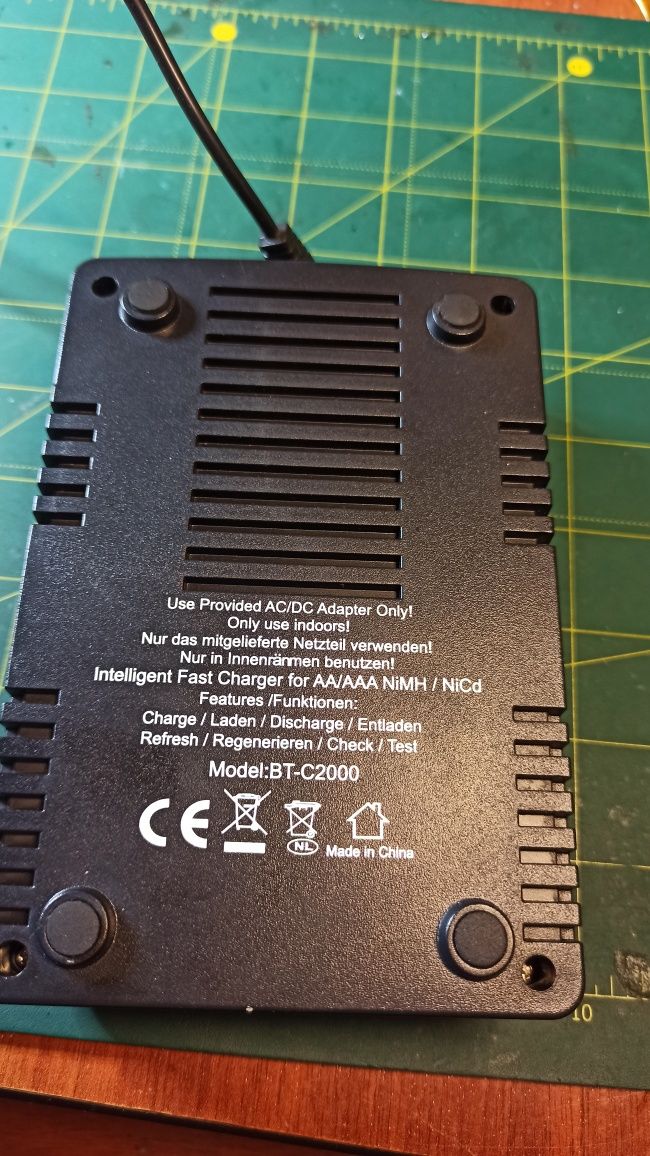 Use Provided AC/DC Adapter Only!
Only use indoors!
Nur das mitgelieferte Netzteil verwenden!
Nur in Innenränmen benutzen!
Intelligent Fast Charger for AA/AAA NiMH / NiCd
Features /Funktionen:
Charge / Laden / Discharge / Entladen
Refresh / Regenerieren / Check / Test
Model:BT-C2000
CE
NL
Made in China
10